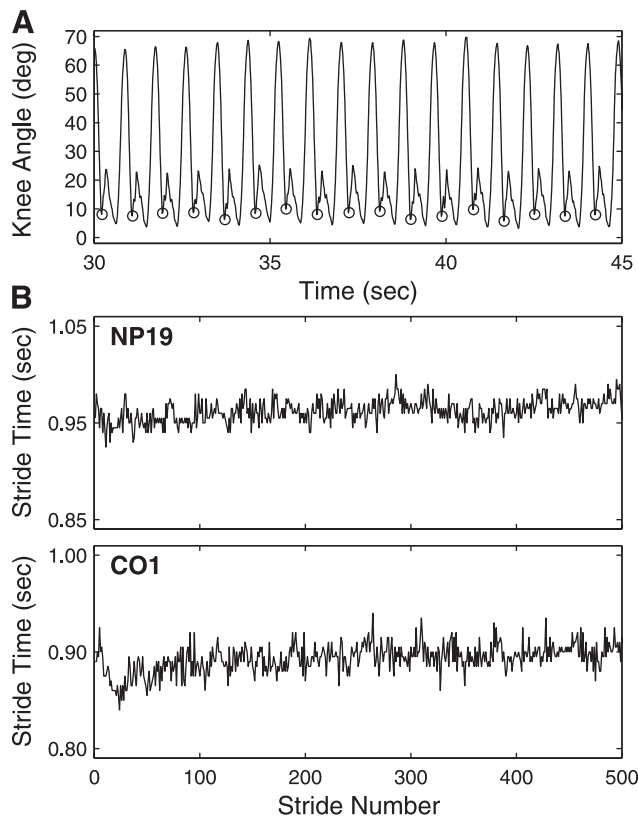 A
Knee Angle (deg)
70
60
50
40
30
20
10
0
30
35
40
45
Time (sec)
B
Stride Time (sec)
1.05
0.95
0.85
NP19
Stride Time (sec)
1.00
0.90
0.80
CO1
0
100
200
300
400
500
Stride Number